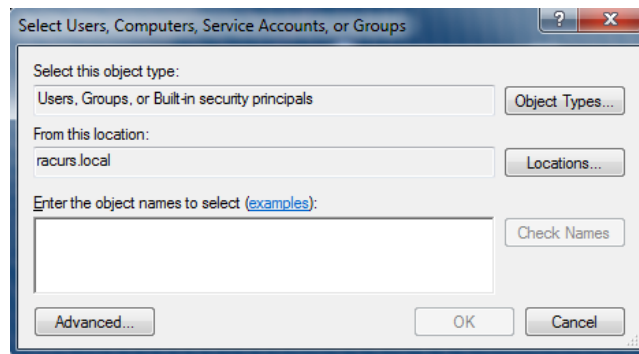 Select Users, Computers, Service Accounts, or Groups
Select this object type:
Users, Groups, or Built-in security principals
Object Types...
From this location:
racurs.local
Locations...
Enter the object names to select (examples):
Check Names
Advanced...
OK
Cancel